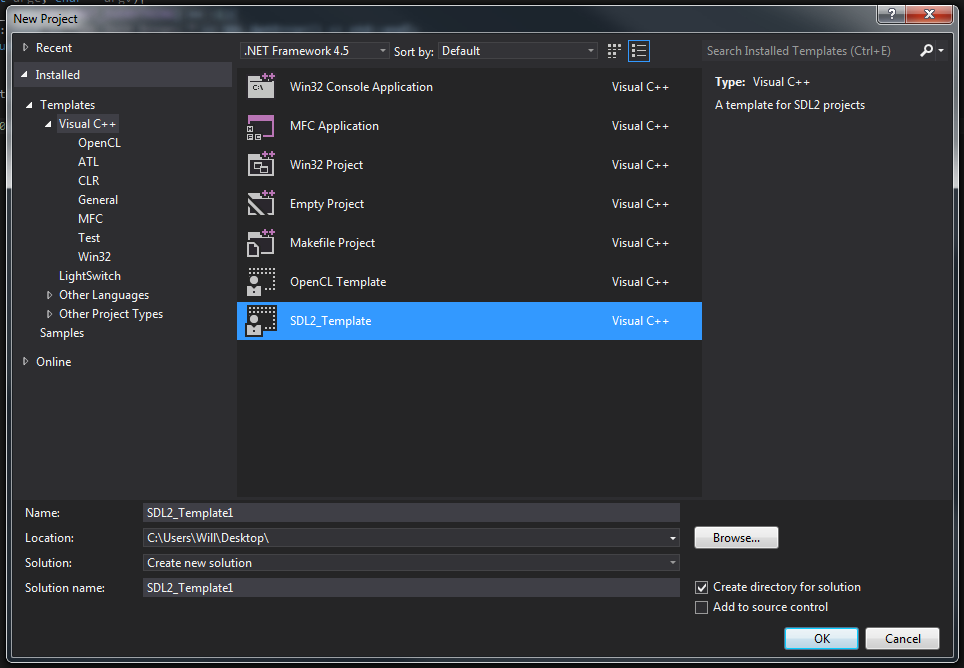 New Project
Recent
.NET Framework 4.5
Sort by:
Default
Search Installed Templates (Ctrl+E)
Installed
Templates
Visual C++
OpenCL
ATL
CLR
General
MFC
Test
Win32
LightSwitch
Other Languages
Other Project Types
Samples
Online
C:\
Win32 Console Application Visual C++
MFC Application Visual C++
Win32 Project Visual C++
Empty Project Visual C++
Makefile Project Visual C++
OpenCL Template Visual C++
SDL2_Template Visual C++
Type: Visual C++
A template for SDL2 projects
Name: SDL2_Template1
Location: C:\Users\Will\Desktop\
Browse...
Solution: Create new solution
Solution name: SDL2_Template1
Create directory for solution
Add to source control
OK
Cancel